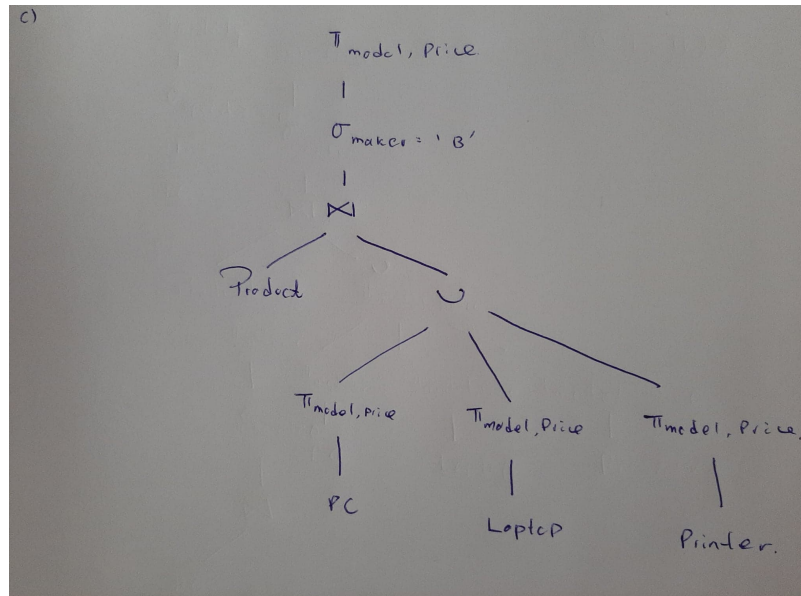 c)
π model, Price
σ maker = 'B'
⋈
Product
∪
π model, Price π model, Price π model, Price.
PC
Laptop
Printer.